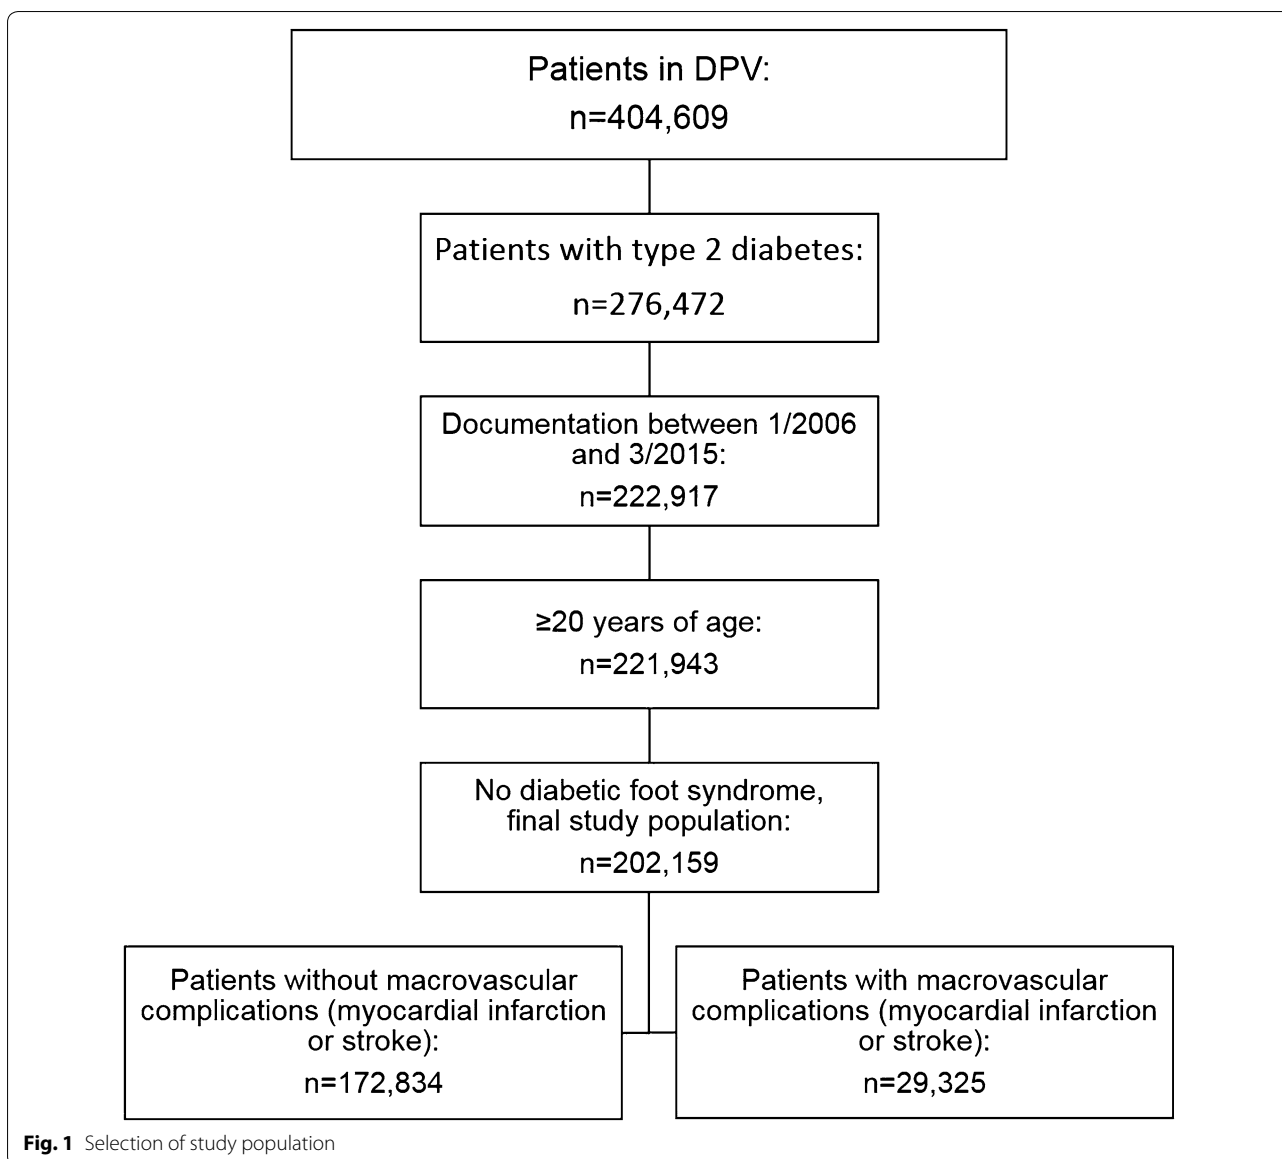 Patients in DPV:
n=404,609
Patients with type 2 diabetes:
n=276,472
Documentation between 1/2006
and 3/2015:
n=222,917
≥20 years of age:
n=221,943
No diabetic foot syndrome,
final study population:
n=202,159
Patients without macrovascular
complications (myocardial infarction
or stroke):
n=172,834
Patients with macrovascular
complications (myocardial infarction
or stroke):
n=29,325
Fig. 1 Selection of study population